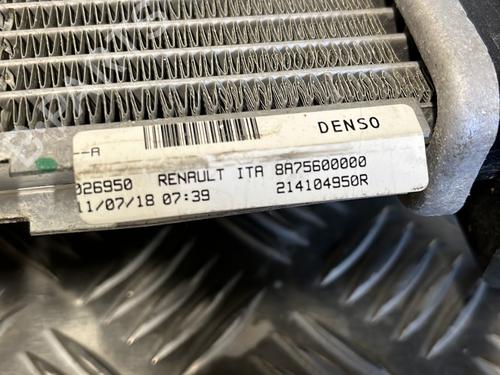 DENSO
--A
026950 RENAULT ITA 8A75600000
11/07/18 07:39 214104950R